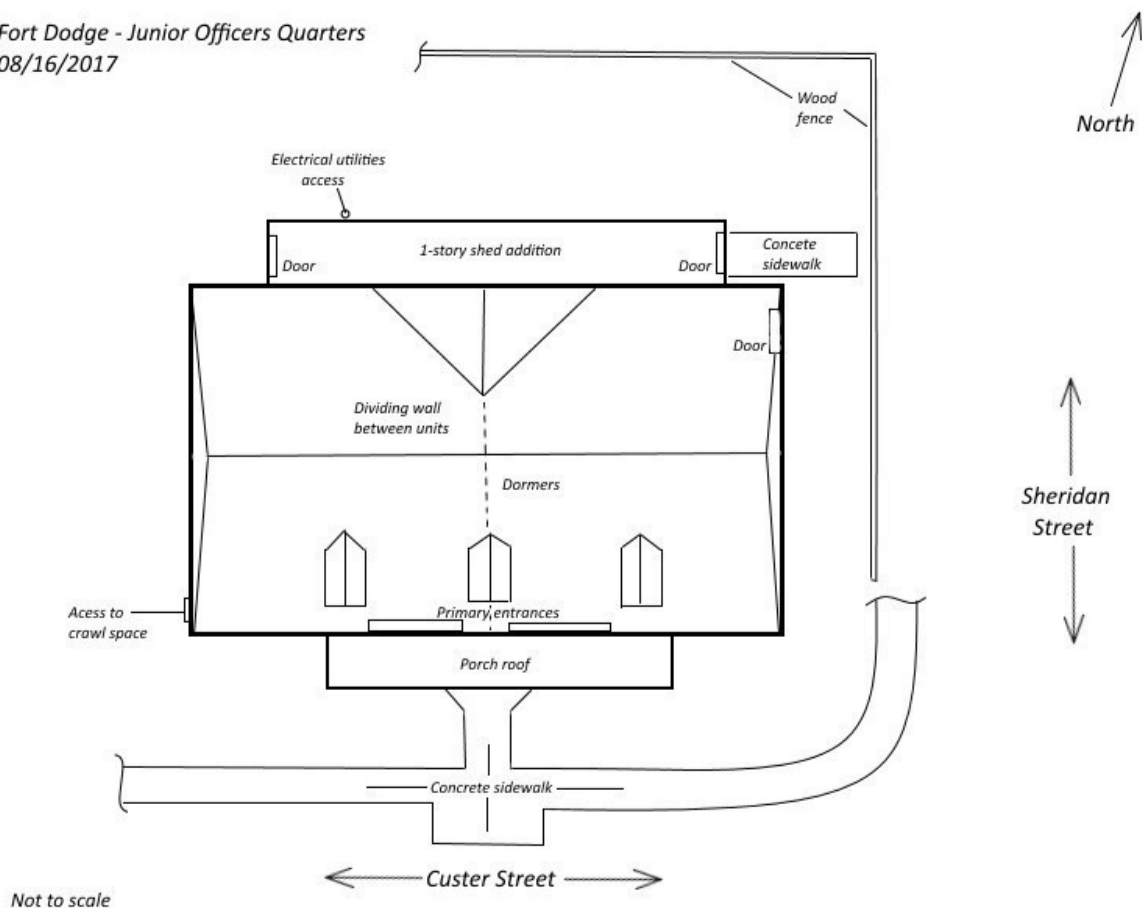 Fort Dodge - Junior Officers Quarters
08/16/2017
Wood
fence
North
Electrical utilities
access
1-story shed addition
Door
Door
Concete
sidewalk
Door
Dividing wall
between units
Dormers
Sheridan
Street
Acess to
crawl space
Primary entrances
Porch roof
Concrete sidewalk
Custer Street
Not to scale